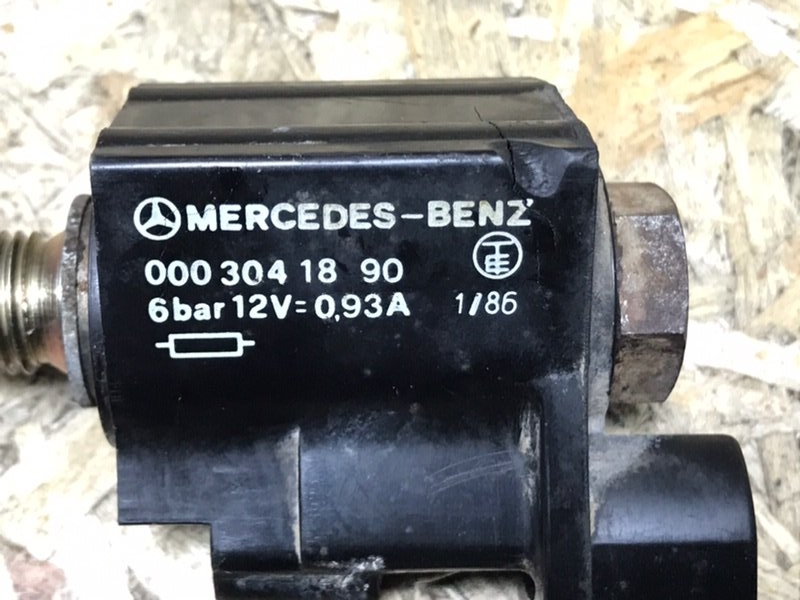 MERCEDES-BENZ
000 304 18 90
6bar 12V= 0,93A 1/86